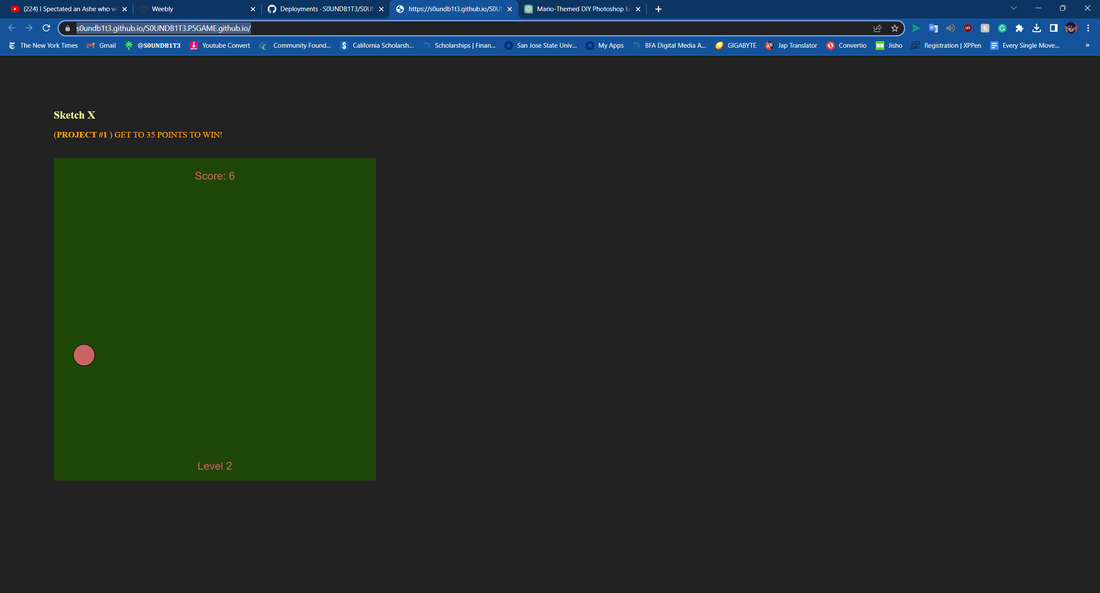 (224) I Spectated an Ashe who w
Weebly
Deployments · S0UNDB1T3/S0UN
https://s0undb1t3.github.io/S0UN
Mario-Themed DIY Photoshop E
s0undb1t3.github.io/S0UNDB1T3.P5GAME.github.io/
The New York Times
Gmail
@S0UNDB1T3
Youtube Convert
Community Found...
California Scholarsh...
Scholarships | Finan...
San Jose State Univ...
My Apps
BFA Digital Media A...
GIGABYTE
Jap Translator
Convertio
Jisho
Registration | XPPen
Every Single Move...
»
Sketch X
(PROJECT #1 ) GET TO 35 POINTS TO WIN!
Score: 6
Level 2